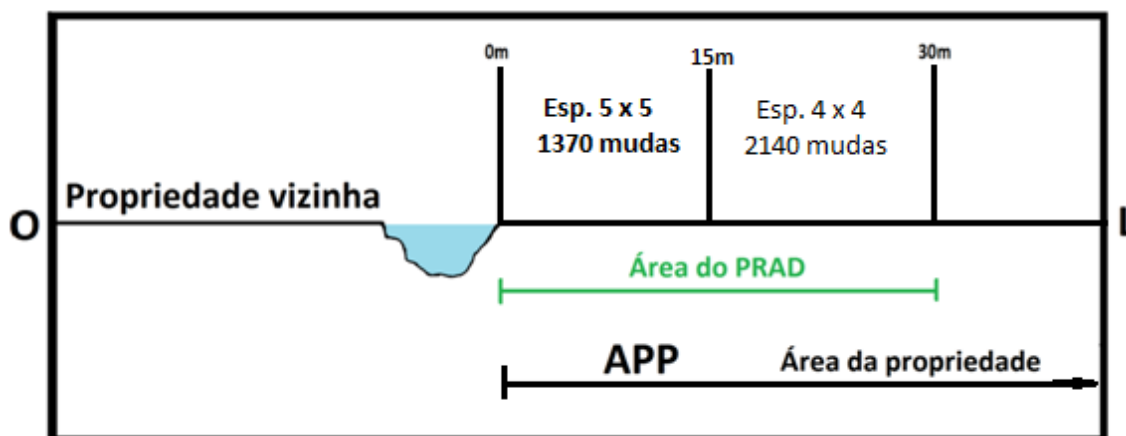 0m
15m
30m
Esp. 5 x 5
1370 mudas
Esp. 4 x 4
2140 mudas
Propriedade vizinha
O
Área do PRAD
APP
Área da propriedade